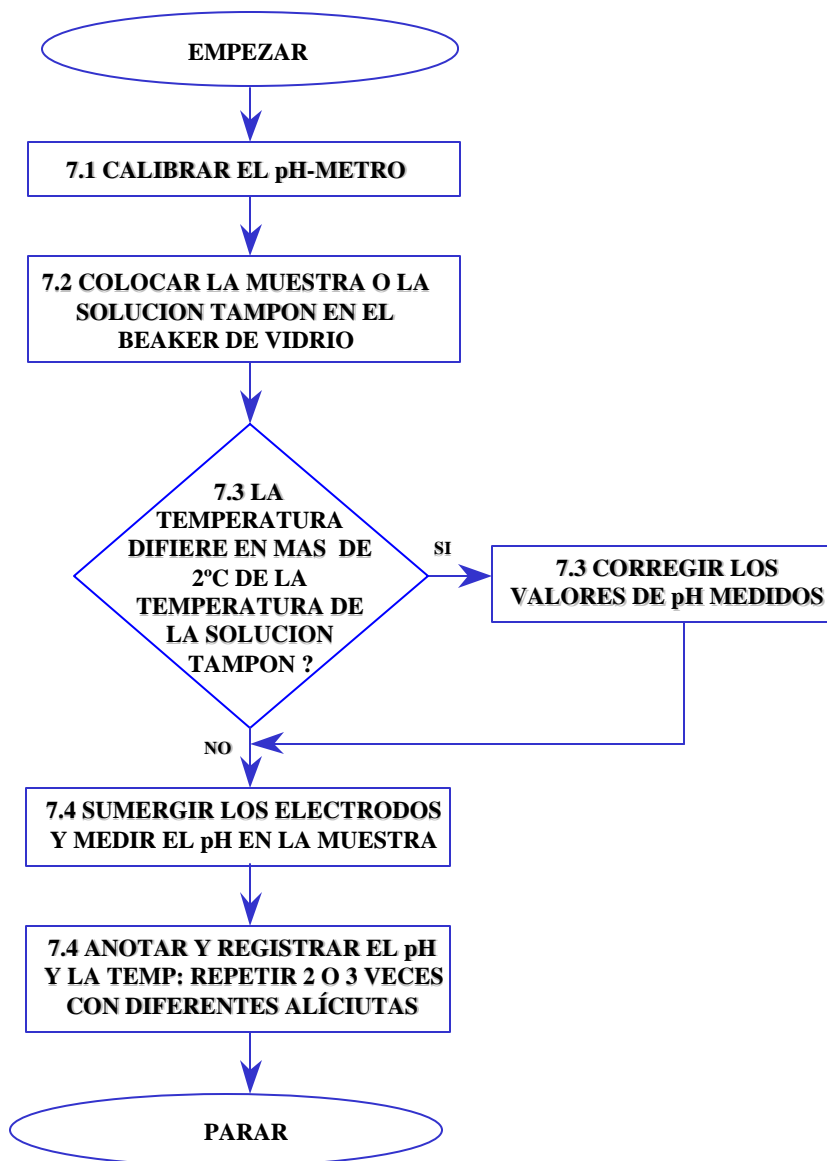 EMPEZAR
7.1 CALIBRAR EL pH-METRO
7.2 COLOCAR LA MUESTRA O LA
SOLUCION TAMPON EN EL
BEAKER DE VIDRIO
7.3 LA
TEMPERATURA
DIFIERE EN MAS DE
2ºC DE LA
TEMPERATURA DE
LA SOLUCION
TAMPON ?
SI
7.3 CORREGIR LOS
VALORES DE pH MEDIDOS
NO
7.4 SUMERGIR LOS ELECTRODOS
Y MEDIR EL pH EN LA MUESTRA
7.4 ANOTAR Y REGISTRAR EL pH
Y LA TEMP: REPETIR 2 O 3 VECES
CON DIFERENTES ALÍCIUTAS
PARAR